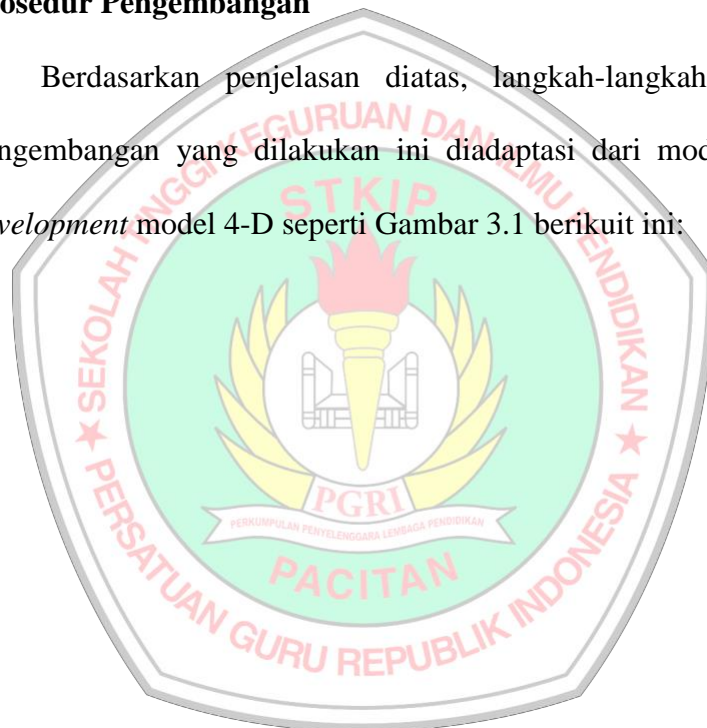 osedur Pengembangan
Berdasarkan penjelasan diatas, langkah-langkah
ngembangan yang dilakukan ini diadaptasi dari mod
velopment model 4-D seperti Gambar 3.1 berikuit ini:
SEKOLAH TINGGI KEGURUAN DAN ILMU PENDIDIKAN
STKIP
PGRI
PERKUMPULAN PENYELENGGARA LEMBAGA PENDIDIKAN
PACITAN
★ PERSATUAN GURU REPUBLIK INDONESIA ★